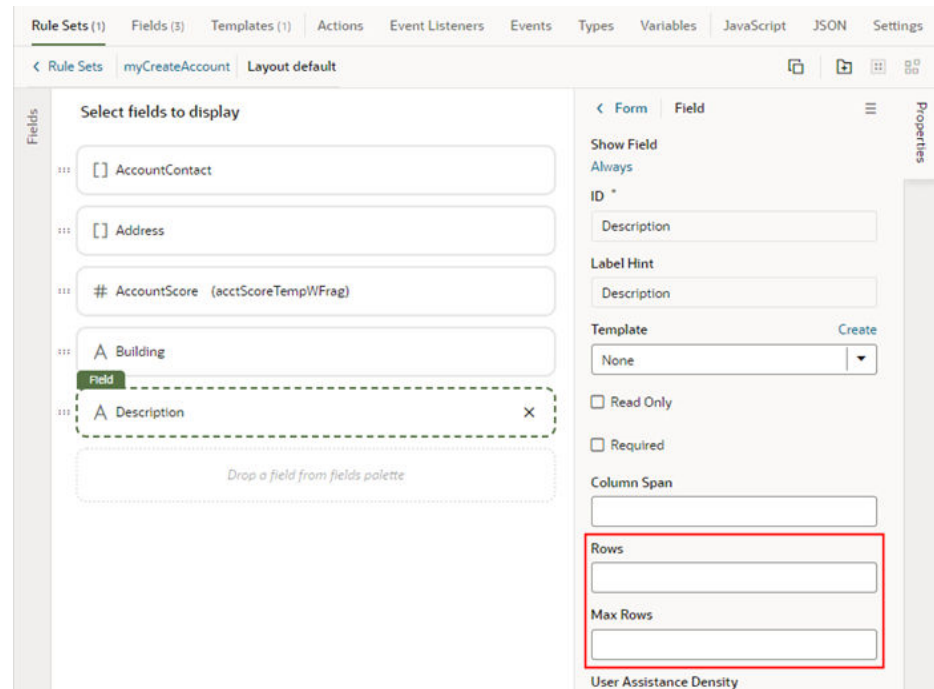 Rule Sets (1) Fields (3) Templates (1) Actions Event Listeners Events Types Variables JavaScript JSON Settings
< Rule Sets myCreateAccount Layout default
Fields
Select fields to display
[ ] AccountContact
[ ] Address
# AccountScore (acctScoreTempWFrag)
A Building
Field
A Description
Drop a field from fields palette
< Form Field
Show Field
Always
ID *
Description
Label Hint
Description
Template Create
None
Read Only
Required
Column Span
Rows
Max Rows
User Assistance Density
Properties